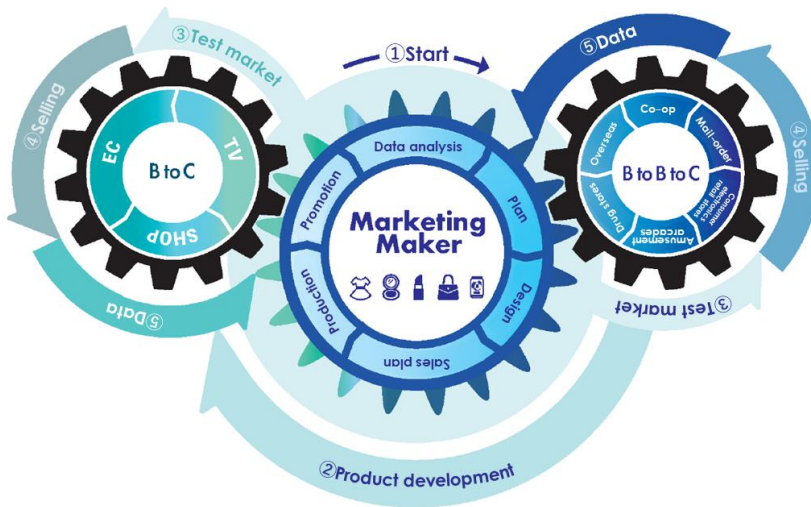 ①Start
③Test market
④Selling
EC
TV
SHOP
B to C
⑤Data
Data analysis
Plan
Design
Sales plan
Production
Promotion
Marketing
Maker
②Product development
⑤Data
④Selling
③Test market
Co-op
Mail-order
Consumer
electronics
retail stores
Amusement
arcades
Drug stores
Overseas
B to B to C